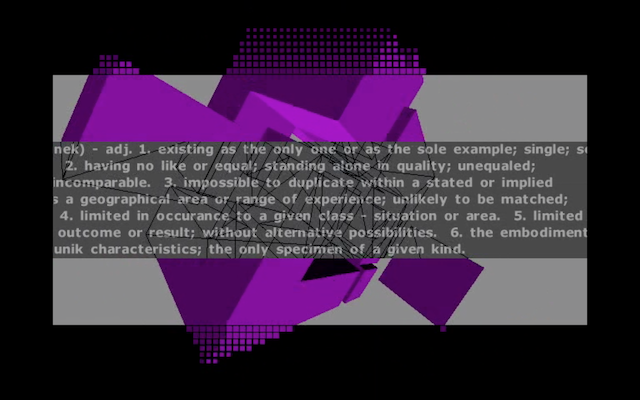 nek) - adj. 1. existing as the only one or as the sole example; single; so
2. having no like or equal; standing alone in quality; unequaled;
incomparable. 3. impossible to duplicate within a stated or implied
s a geographical area or range of experience; unlikely to be matched;
4. limited in occurance to a given class - situation or area. 5. limited
outcome or result; without alternative possibilities. 6. the embodiment
unik characteristics; the only specimen of a given kind.